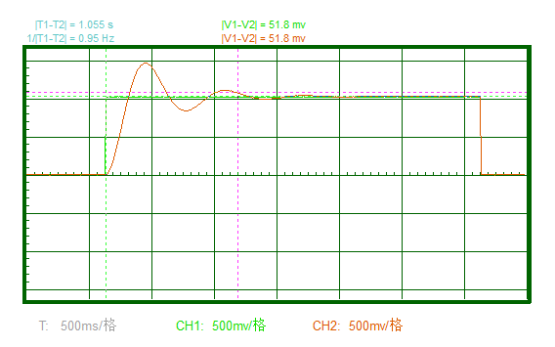 |T1-T2| = 1.055 s |V1-V2| = 51.8 mv
1/|T1-T2| = 0.95 Hz |V1-V2| = 51.8 mv
T: 500ms/格 CH1: 500mv/格 CH2: 500mv/格